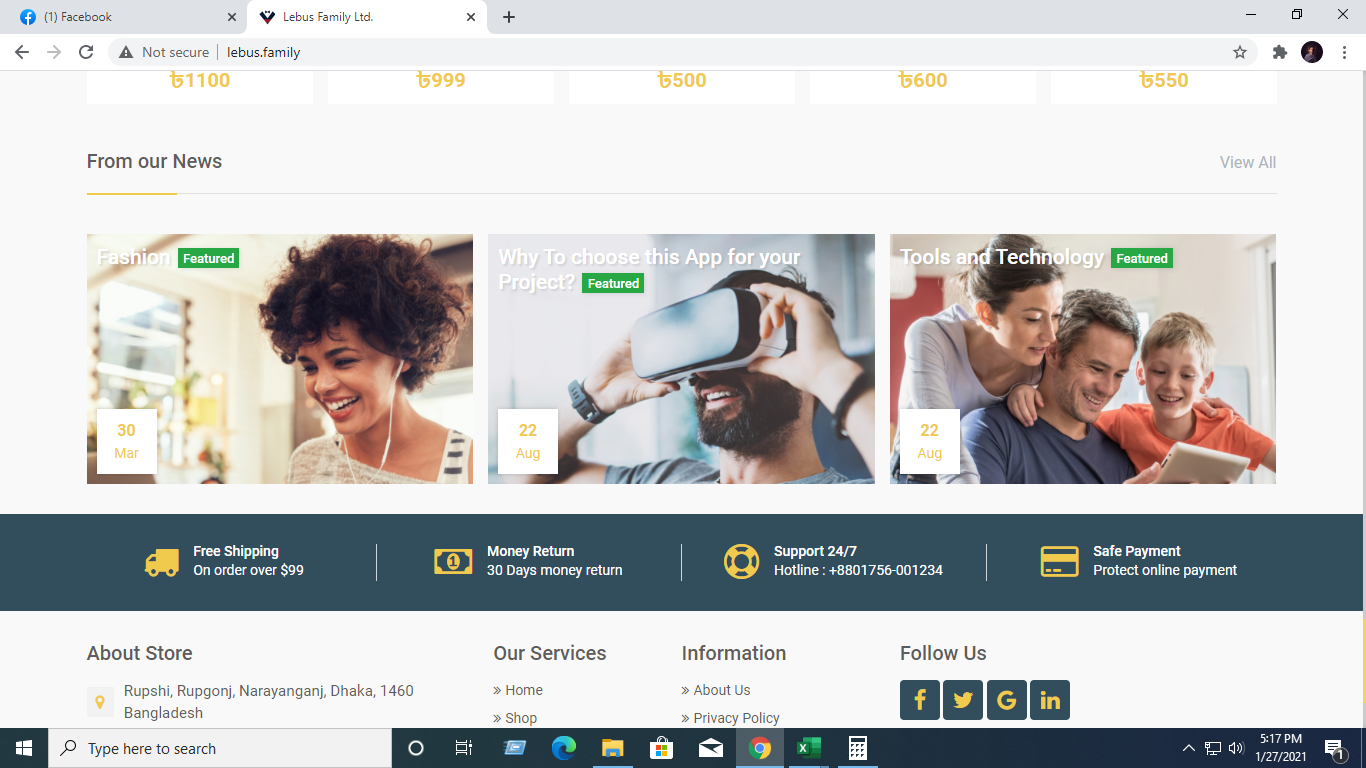 (1) Facebook
Lebus Family Ltd.
Not secure
lebus.family
৳1100
৳999
৳500
৳600
৳550
From our News
View All
Fashion Featured
30
Mar
Why To choose this App for your
Project? Featured
22
Aug
Tools and Technology Featured
22
Aug
Free Shipping
On order over $99
1
Money Return
30 Days money return
Support 24/7
Hotline : +8801756-001234
Safe Payment
Protect online payment
About Store
Rupshi, Rupgonj, Narayanganj, Dhaka, 1460
Bangladesh
Our Services
» Home
» Shop
Information
» About Us
» Privacy Policy
Follow Us
Type here to search
5:17 PM
1/27/2021
1